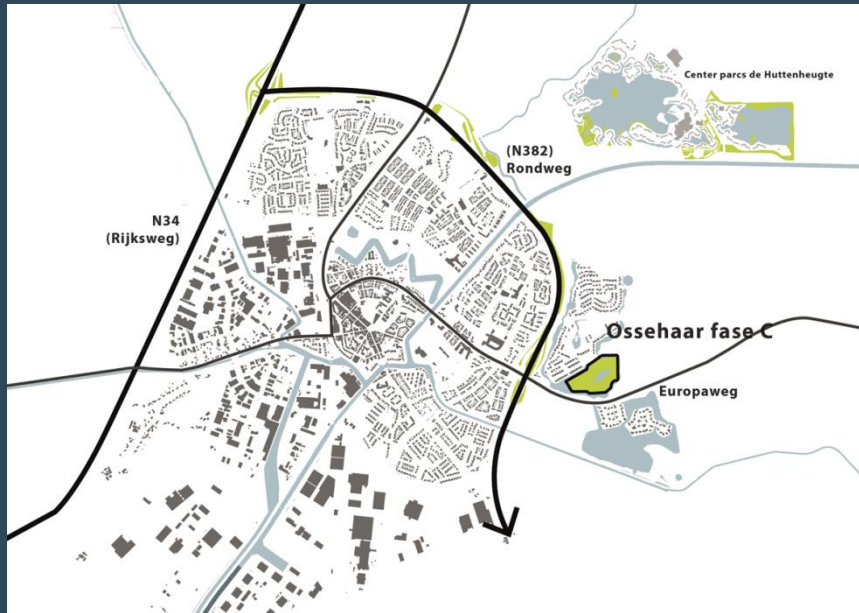 Center parcs de Huttenheugte
(N382)
Rondweg
N34
(Rijksweg)
Ossehaar fase C
Europaweg